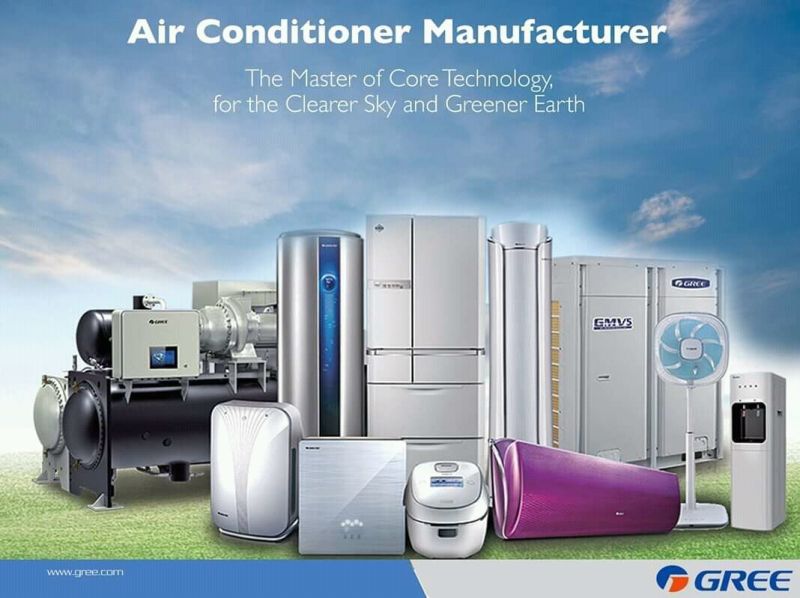 Air Conditioner Manufacturer
The Master of Core Technology,
for the Clearer Sky and Greener Earth
GREE
GREE
GMV5
www.gree.com
GREE